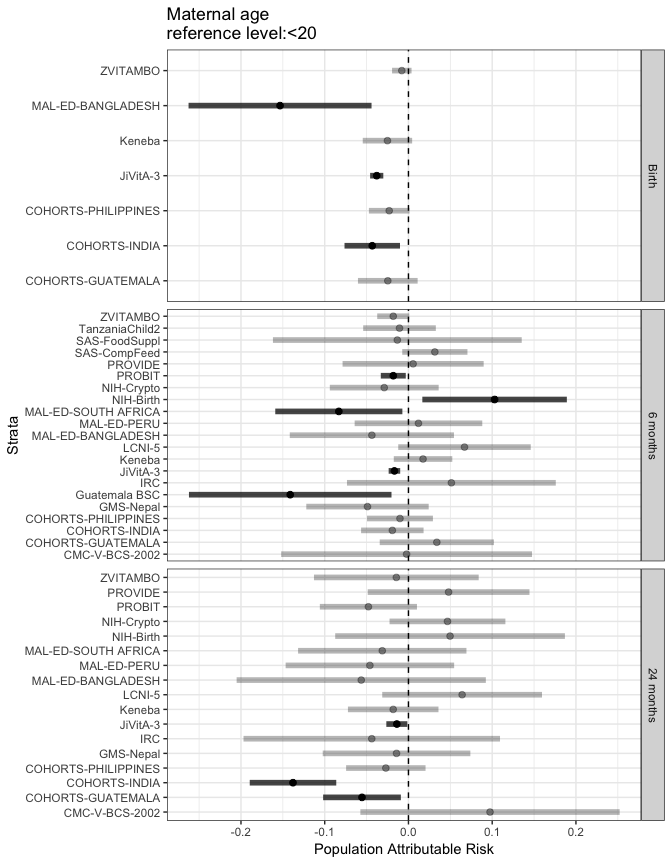 Maternal age
reference level:<20
Strata
ZVITAMBO
MAL-ED-BANGLADESH
Keneba
JiVitA-3
COHORTS-PHILIPPINES
COHORTS-INDIA
COHORTS-GUATEMALA
Birth
ZVITAMBO
TanzaniaChild2
SAS-FoodSuppl
SAS-CompFeed
PROVIDE
PROBIT
NIH-Crypto
NIH-Birth
MAL-ED-SOUTH AFRICA
MAL-ED-PERU
MAL-ED-BANGLADESH
LCNI-5
Keneba
JiVitA-3
IRC
Guatemala BSC
GMS-Nepal
COHORTS-PHILIPPINES
COHORTS-INDIA
COHORTS-GUATEMALA
CMC-V-BCS-2002
6 months
ZVITAMBO
PROVIDE
PROBIT
NIH-Crypto
NIH-Birth
MAL-ED-SOUTH AFRICA
MAL-ED-PERU
MAL-ED-BANGLADESH
LCNI-5
Keneba
JiVitA-3
IRC
GMS-Nepal
COHORTS-PHILIPPINES
COHORTS-INDIA
COHORTS-GUATEMALA
CMC-V-BCS-2002
24 months
-0.2 -0.1 0.0 0.1 0.2
Population Attributable Risk